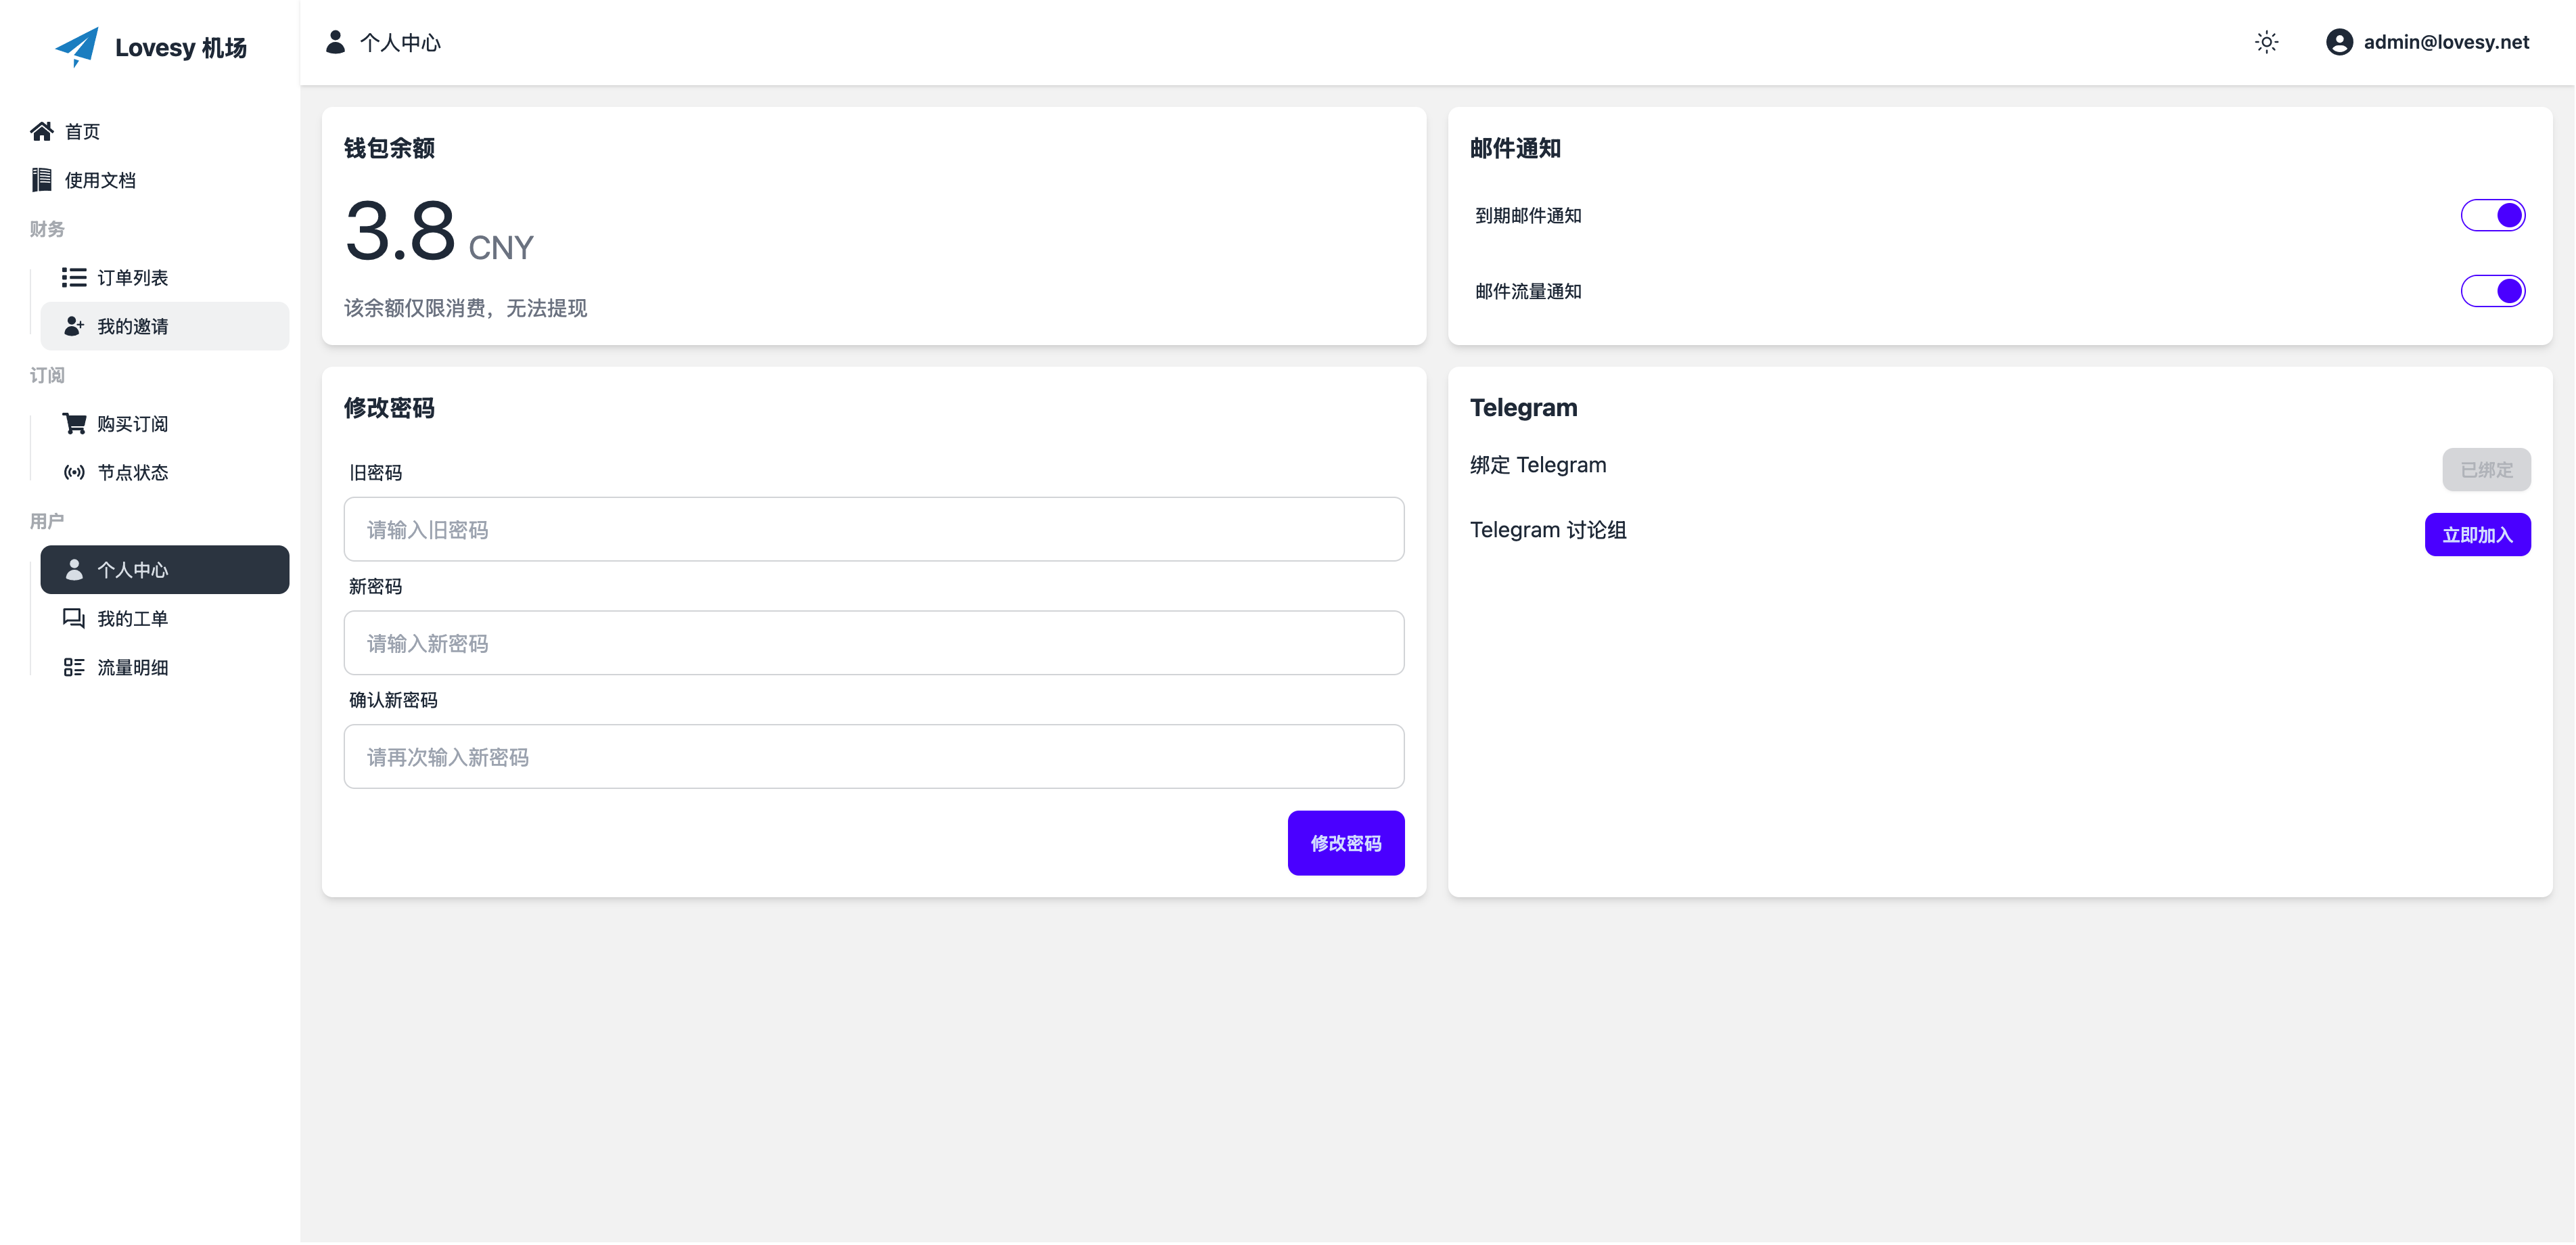 Lovesy 机场
首页
使用文档
财务
订单列表
我的邀请
订阅
购买订阅
节点状态
用户
个人中心
我的工单
流量明细
个人中心
admin@lovesy.net
钱包余额
3.8 CNY
该余额仅限消费，无法提现
邮件通知
到期邮件通知
邮件流量通知
修改密码
旧密码
请输入旧密码
新密码
请输入新密码
确认新密码
请再次输入新密码
修改密码
Telegram
绑定 Telegram
已绑定
Telegram 讨论组
立即加入